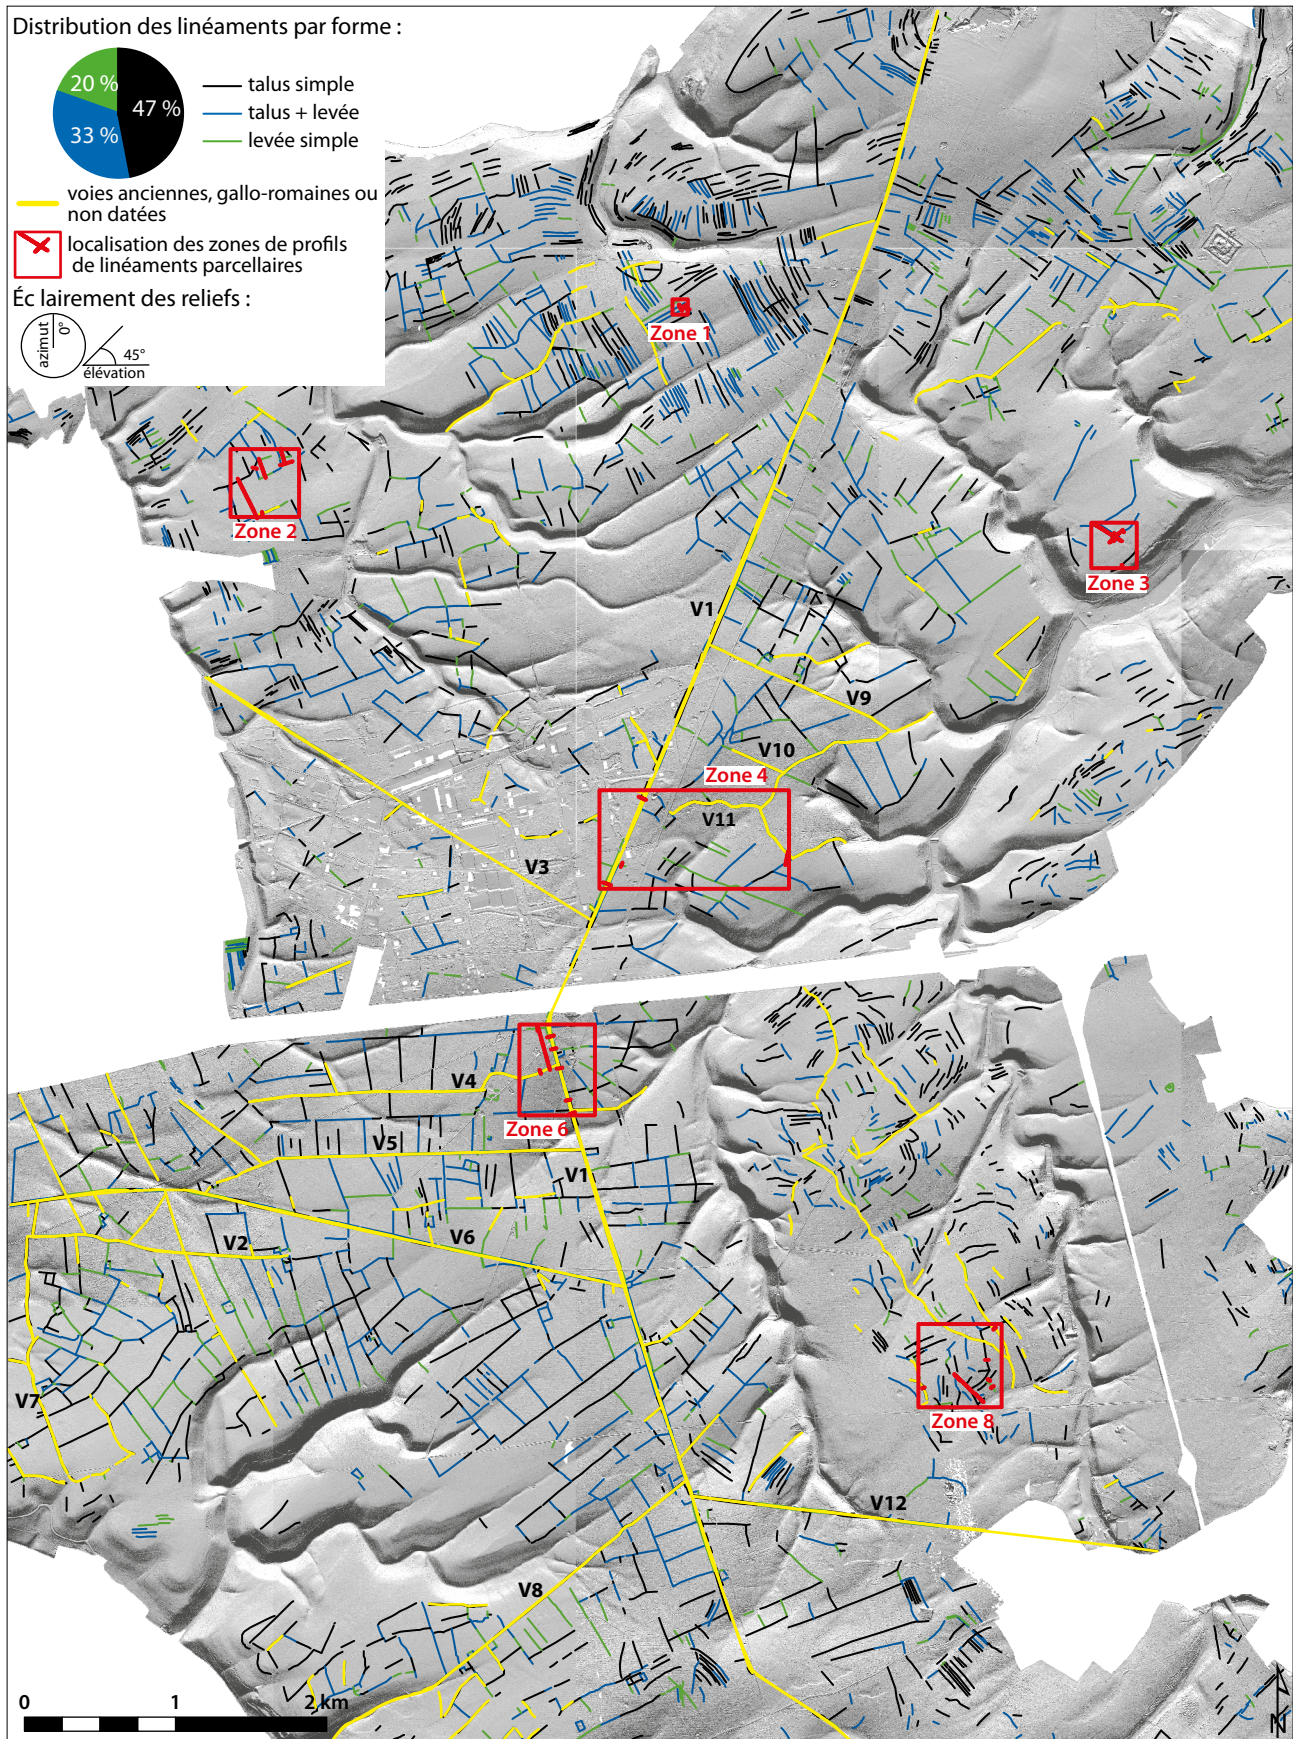 Distribution des linéaments par forme :
20 %
47 %
33 %
talus simple
talus + levée
levée simple
voies anciennes, gallo-romaines ou
non datées
localisation des zones de profils
de linéaments parcellaires
Éc lairement des reliefs :
azimut
0°
45°
élévation
Zone 1
Zone 2
Zone 3
V1
V9
V10
Zone 4
V11
V3
V4
Zone 6
V5
V1
V2
V6
V7
Zone 8
V12
V8
0 1 2 km
N